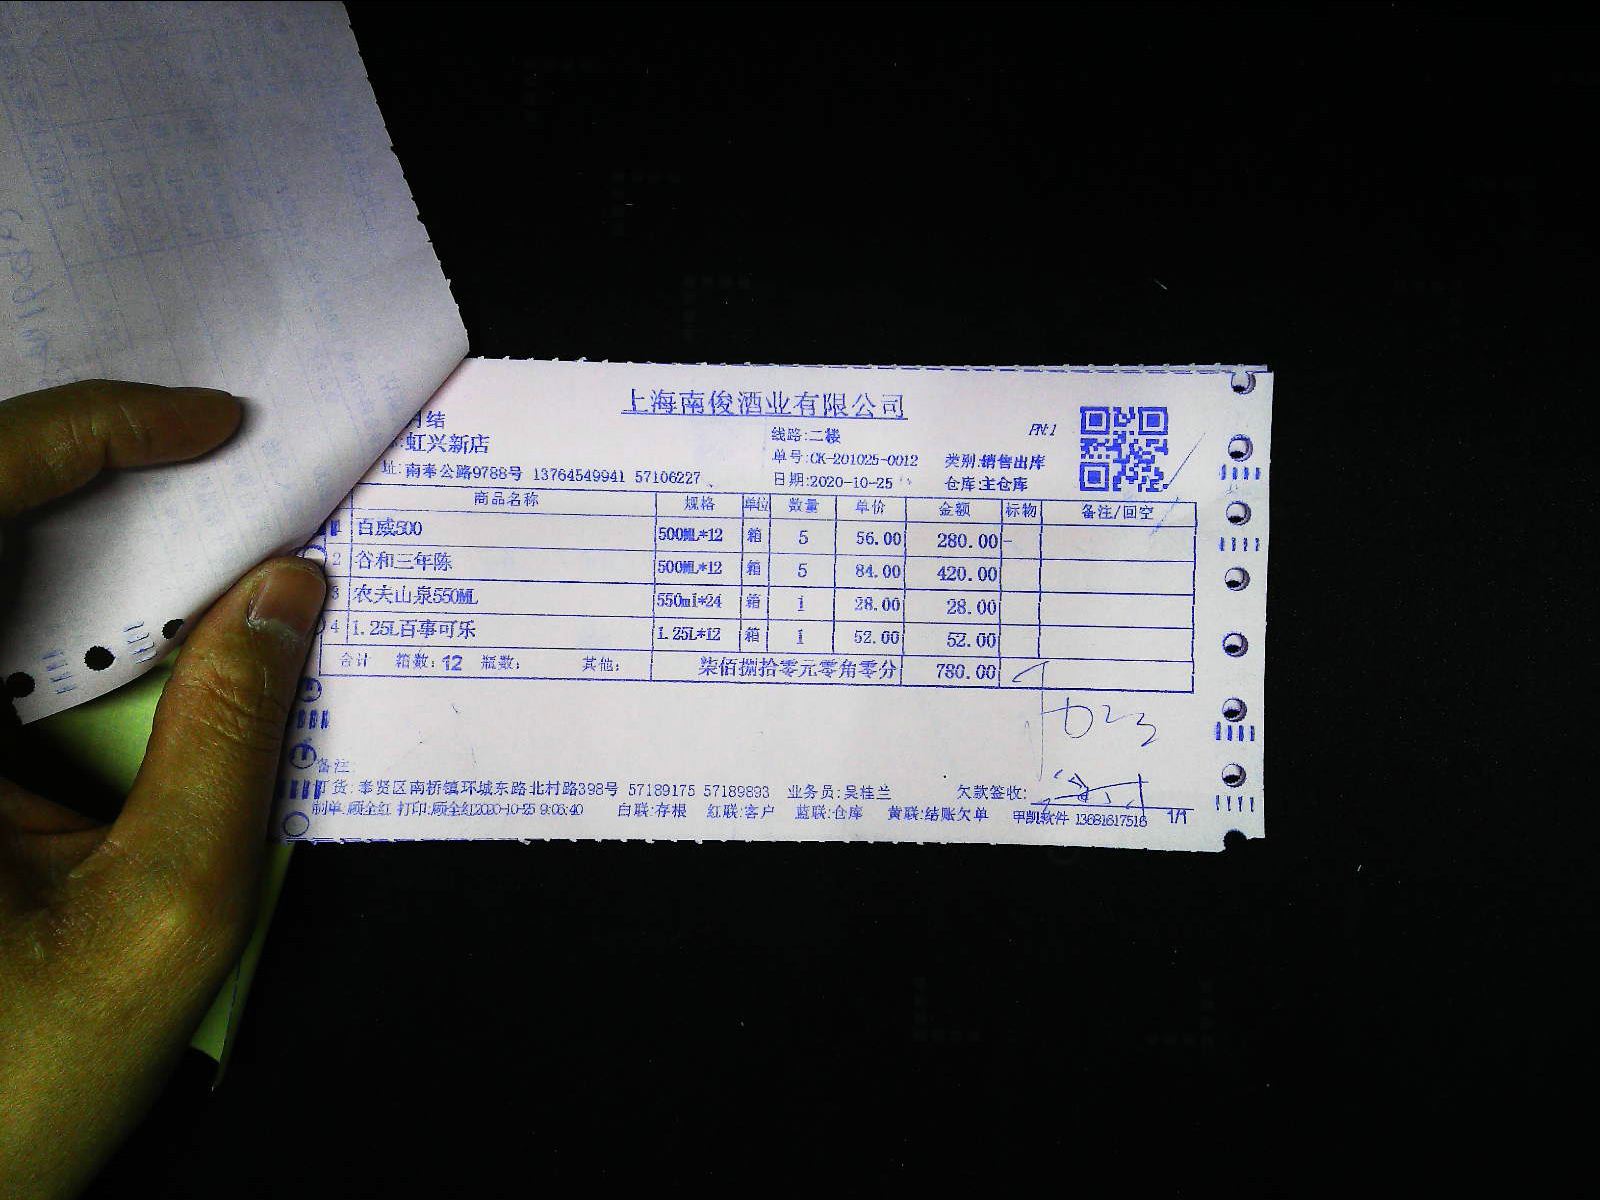 上海南俊酒业有限公司
月结
虹兴新店
线路:二楼
PN:1
单号:CK-201025-0012 类别:销售出库
址:南奉公路9788号 13764549941 57106227
日期:2020-10-25 仓库:主仓库
商品名称 规格 单位 数量 单价 金额 标物 备注/回空
1 百威500 500ML*12 箱 5 56.00 280.00
2 谷和三年陈 500ML*12 箱 5 84.00 420.00
3 农夫山泉550ML 550ml*24 箱 1 28.00 28.00
4 1.25L百事可乐 1.25L*12 箱 1 52.00 52.00
合计 箱数:12 瓶数: 其他: 柒佰捌拾零元零角零分 780.00
备注:
订货:奉贤区南桥镇环城东路北村路398号 57189175 57189893 业务员:吴桂兰 欠款签收:
制单:顾全红 打印:顾全红2020-10-25 9:06:40 白联:存根 红联:客户 蓝联:仓库 黄联:结账欠单 甲凯软件 13681617516 1/1